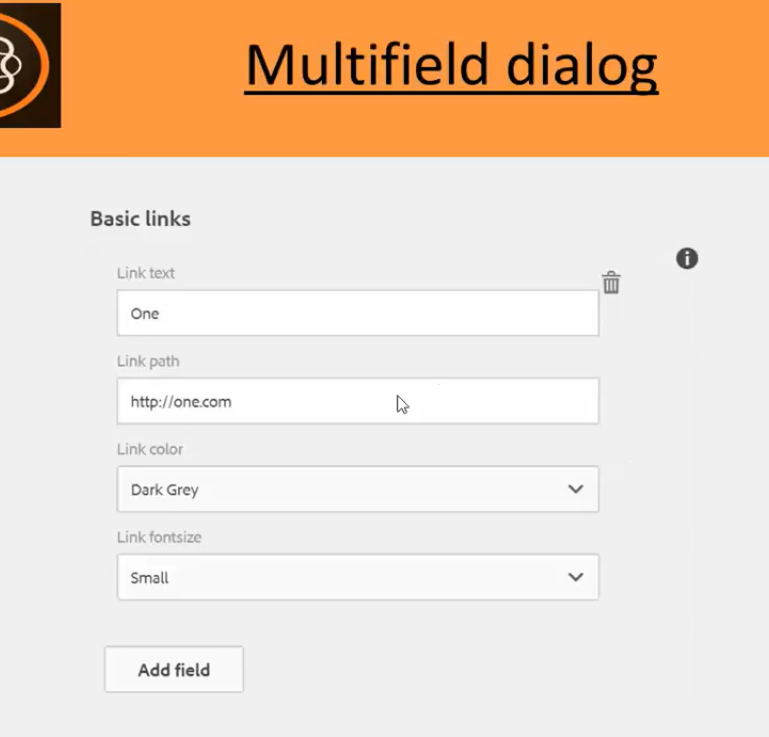 Multifield dialog
Basic links
Link text
One
Link path
http://one.com
Link color
Dark Grey
Link fontsize
Small
Add field